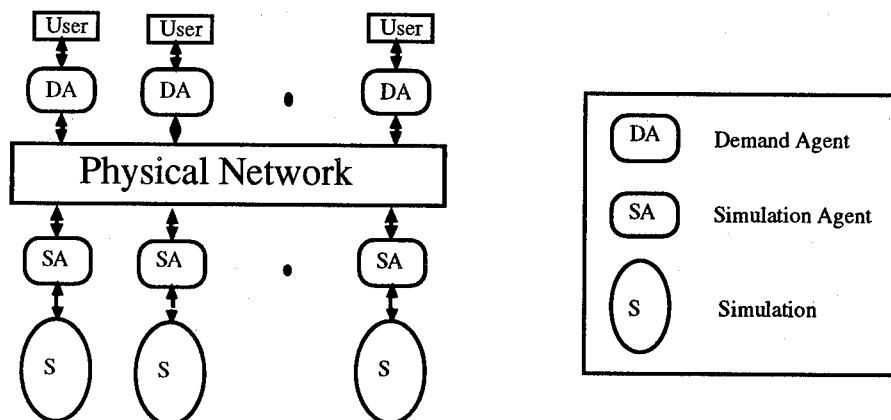 User User User
DA DA DA
Physical Network
SA SA SA
S S S
DA Demand Agent
SA Simulation Agent
S Simulation